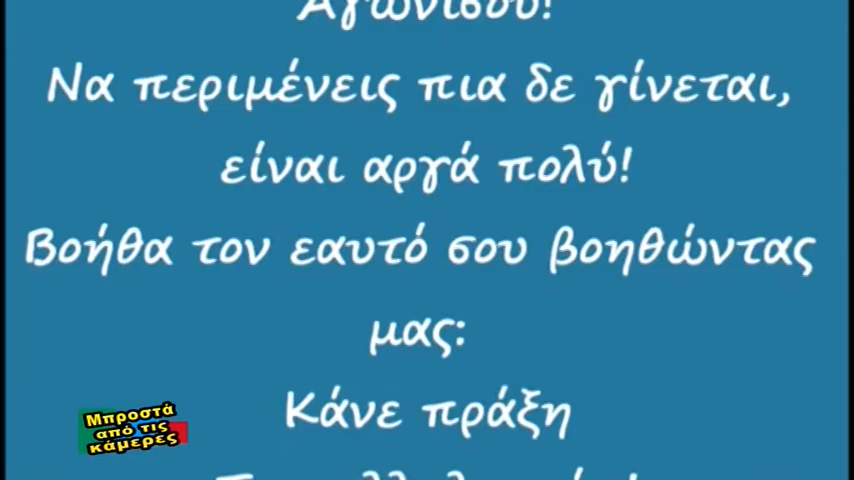 Αγωνίσου!
Να περιμένεις πια δε γίνεται,
είναι αργά πολύ!
Βοήθα τον εαυτό σου βοηθώντας
μας:
Κάνε πράξη
Μπροστά
από τις
κάμερες